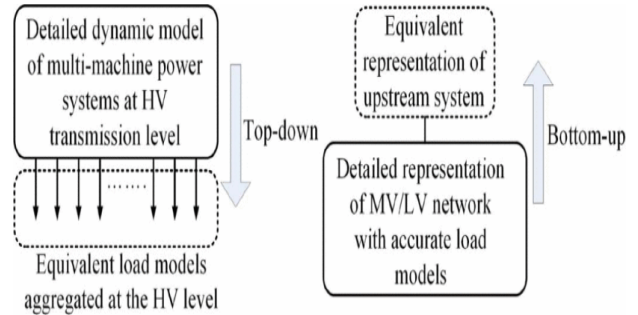 Detailed dynamic model
of multi-machine power
systems at HV
transmission level
Top-down
Equivalent load models
aggregated at the HV level
Equivalent
representation of
upstream system
Bottom-up
Detailed representation
of MV/LV network
with accurate load
models